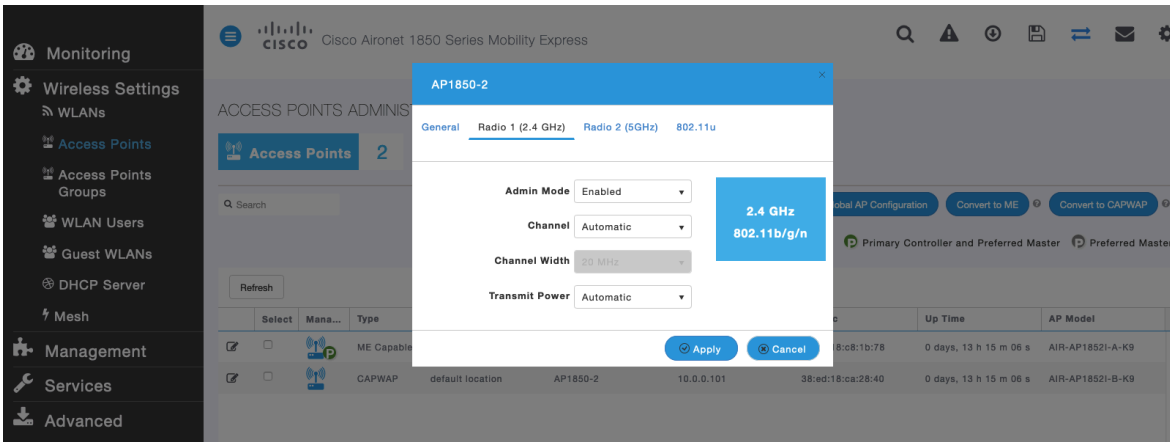 Monitoring
Wireless Settings
WLANs
Access Points
Access Points
Groups
WLAN Users
Guest WLANs
DHCP Server
Mesh
Management
Services
Advanced
CISCO Cisco Aironet 1850 Series Mobility Express
ACCESS POINTS ADMINIS
Access Points 2
Search
Refresh
AP1850-2
×
General Radio 1 (2.4 GHz) Radio 2 (5GHz) 802.11u
Admin Mode Enabled
Channel Automatic
Channel Width 20 MHz
Transmit Power Automatic
2.4 GHz
802.11b/g/n
Apply Cancel
obal AP Configuration Convert to ME Convert to CAPWAP
P Primary Controller and Preferred Master P Preferred Maste
Select Mana... Type Up Time AP Model
P ME Capable 8:c8:1b:78 0 days, 13 h 15 m 06 s AIR-AP1852I-A-K9
CAPWAP default location AP1850-2 10.0.0.101 38:ed:18:ca:28:40 0 days, 13 h 15 m 06 s AIR-AP1852I-B-K9